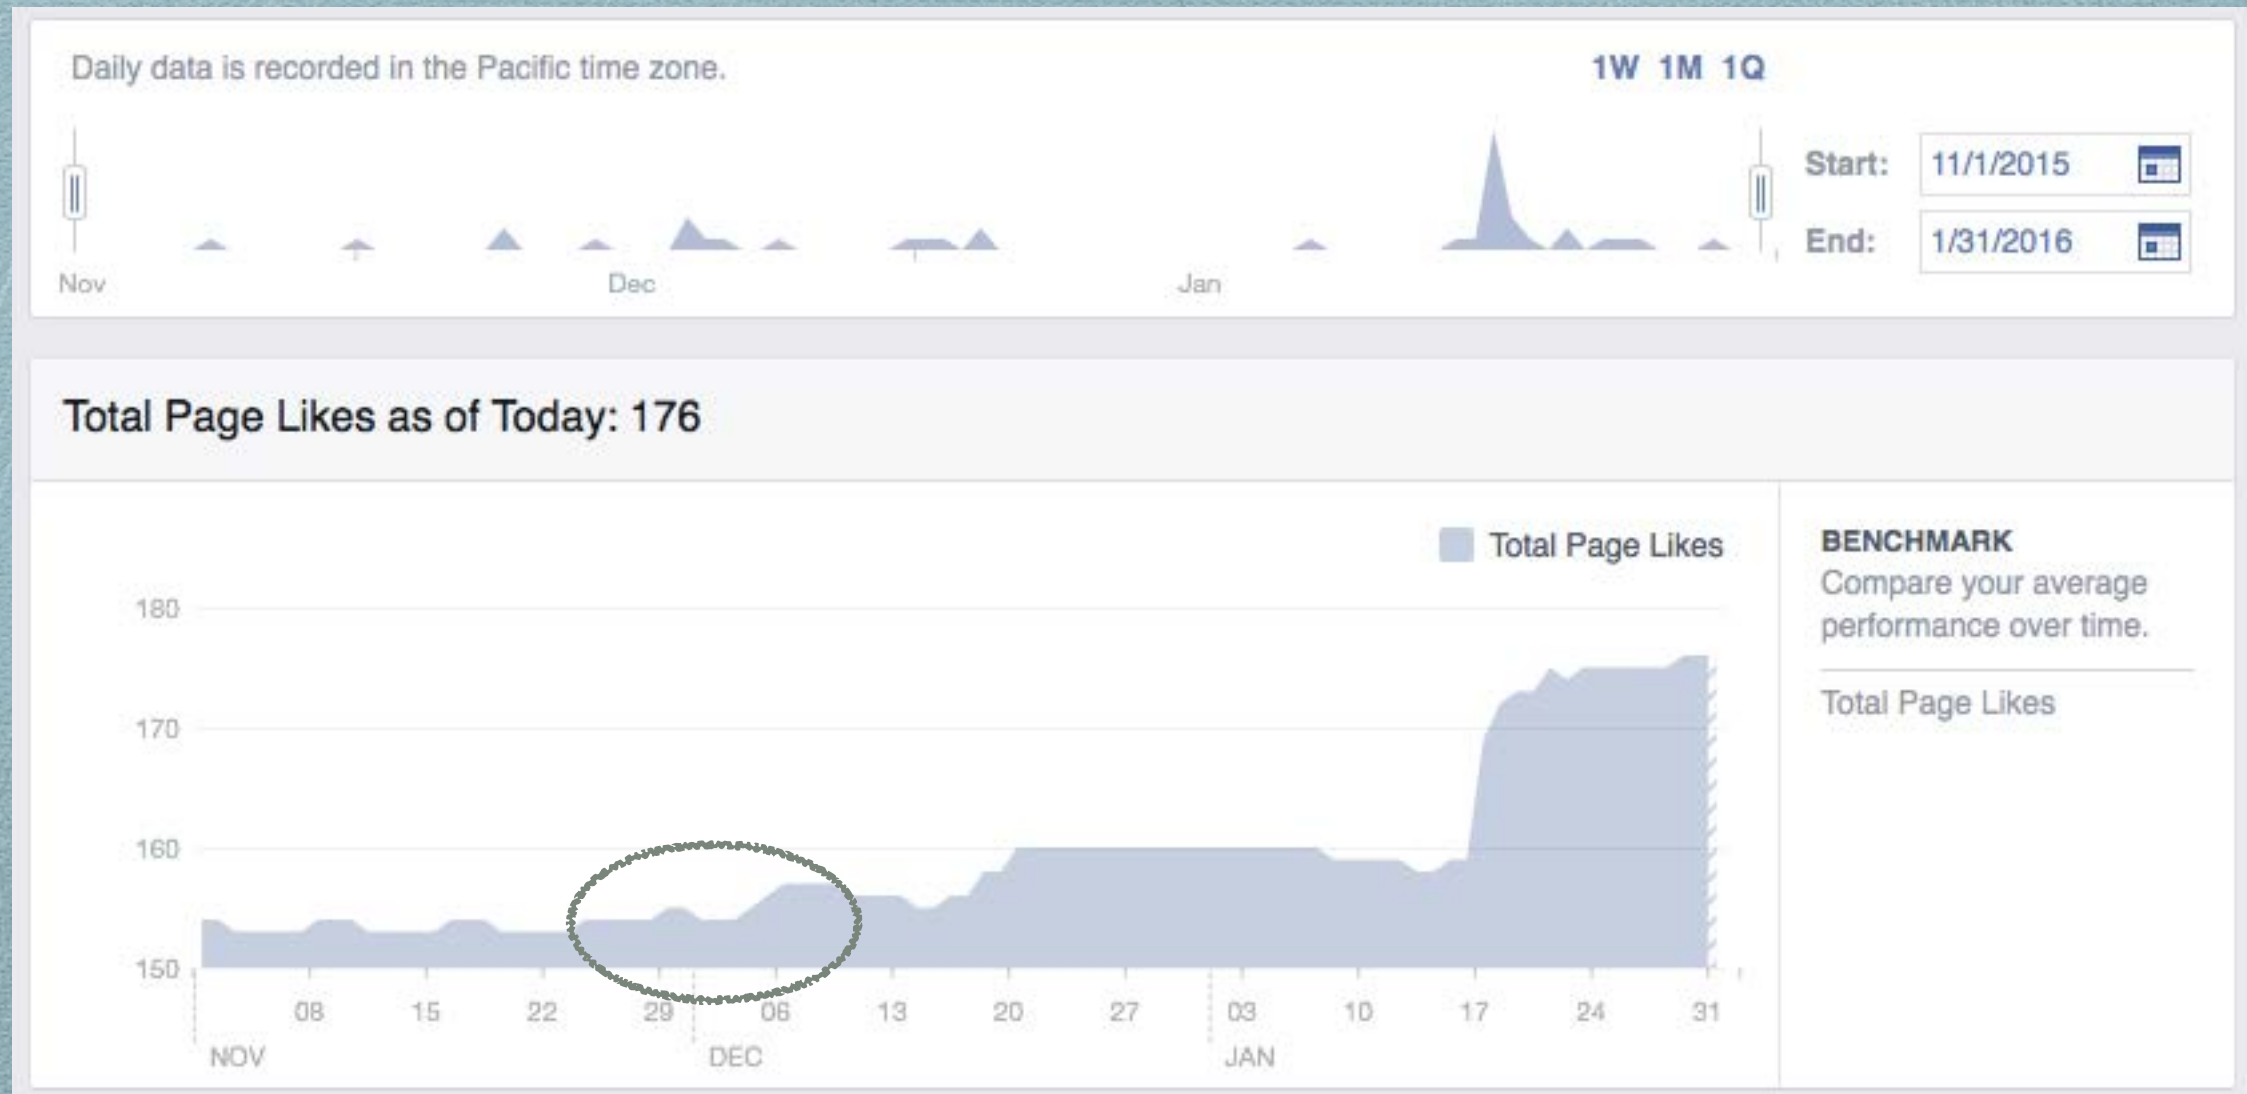 Daily data is recorded in the Pacific time zone.
1W 1M 1Q
Start: 11/1/2015
End: 1/31/2016
Nov Dec Jan
Total Page Likes as of Today: 176
Total Page Likes
180
170
160
150
08 15 22 29 06 13 20 27 03 10 17 24 31
NOV DEC JAN
BENCHMARK
Compare your average
performance over time.
Total Page Likes